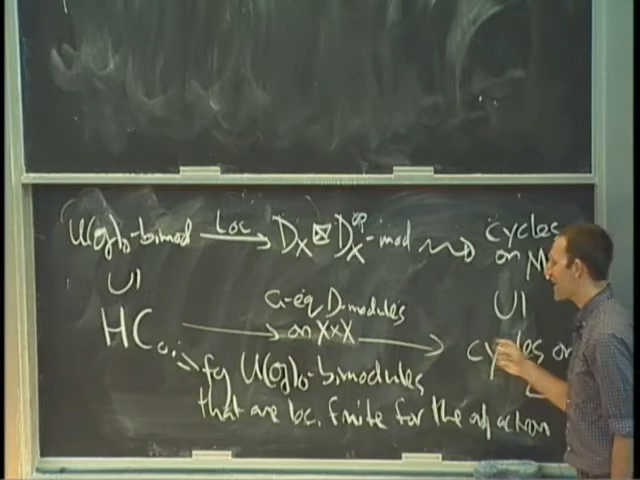 U(g)₀-bimod Loc→ D_X ⊠ D_X^op-mod ⇝ cycles on M
∪| ∪|
HC₀,₀ → G-eq D-modules on X×X → cycles on
fg U(g)₀-bimodules
that are loc. finite for the adj action